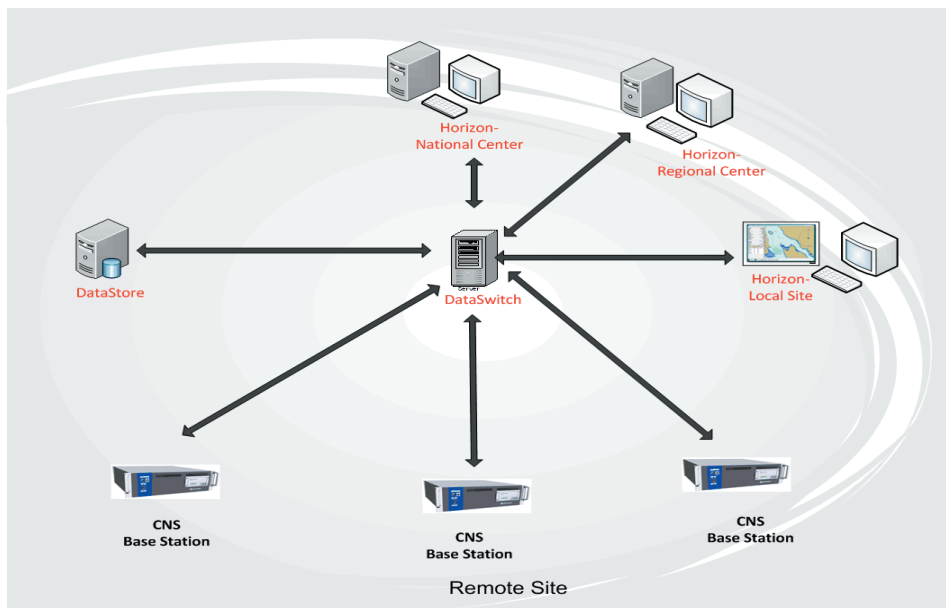 Horizon-
National Center
Horizon-
Regional Center
DataStore
Server
DataSwitch
Horizon-
Local Site
CNS
Base Station
CNS
Base Station
CNS
Base Station
Remote Site